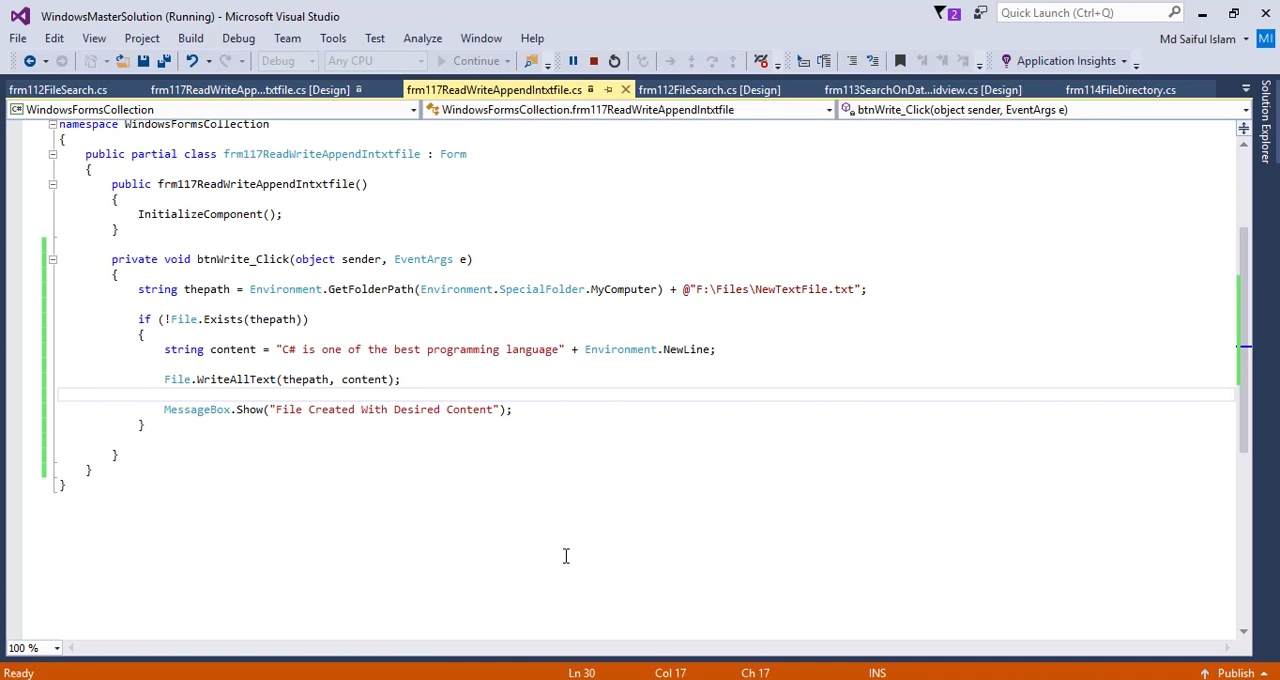 WindowsMasterSolution (Running) - Microsoft Visual Studio
2
Quick Launch (Ctrl+Q)
File Edit View Project Build Debug Team Tools Test Analyze Window Help
Md Saiful Islam MI
Debug Any CPU Continue Application Insights
frm112FileSearch.cs frm117ReadWriteApp...txtfile.cs [Design] frm117ReadWriteAppendIntxtfile.cs frm112FileSearch.cs [Design] frm113SearchOnDat...idview.cs [Design] frm114FileDirectory.cs
WindowsFormsCollection WindowsFormsCollection.frm117ReadWriteAppendIntxtfile btnWrite_Click(object sender, EventArgs e)
Solution Explorer
namespace WindowsFormsCollection
{
public partial class frm117ReadWriteAppendIntxtfile : Form
{
public frm117ReadWriteAppendIntxtfile()
{
InitializeComponent();
}
private void btnWrite_Click(object sender, EventArgs e)
{
string thepath = Environment.GetFolderPath(Environment.SpecialFolder.MyComputer) + @"F:\Files\NewTextFile.txt";
if (!File.Exists(thepath))
{
string content = "C# is one of the best programming language" + Environment.NewLine;
File.WriteAllText(thepath, content);
MessageBox.Show("File Created With Desired Content");
}
}
}
}
100 %
Ready Ln 30 Col 17 Ch 17 INS Publish